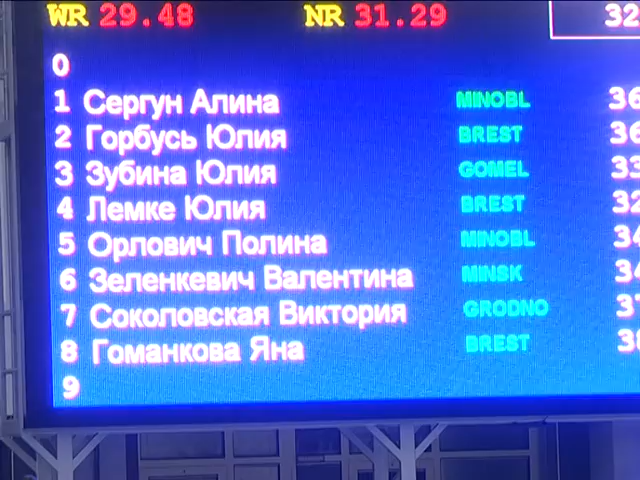 WR 29.48 NR 31.29 32
0
1 Сергун Алина MINOBL 36
2 Горбусь Юлия BREST 36
3 Зубина Юлия GOMEL 33
4 Лемке Юлия BREST 32
5 Орлович Полина MINOBL 34
6 Зеленкевич Валентина MINSK 34
7 Соколовская Виктория GRODNO 3
8 Гоманкова Яна BREST 38
9